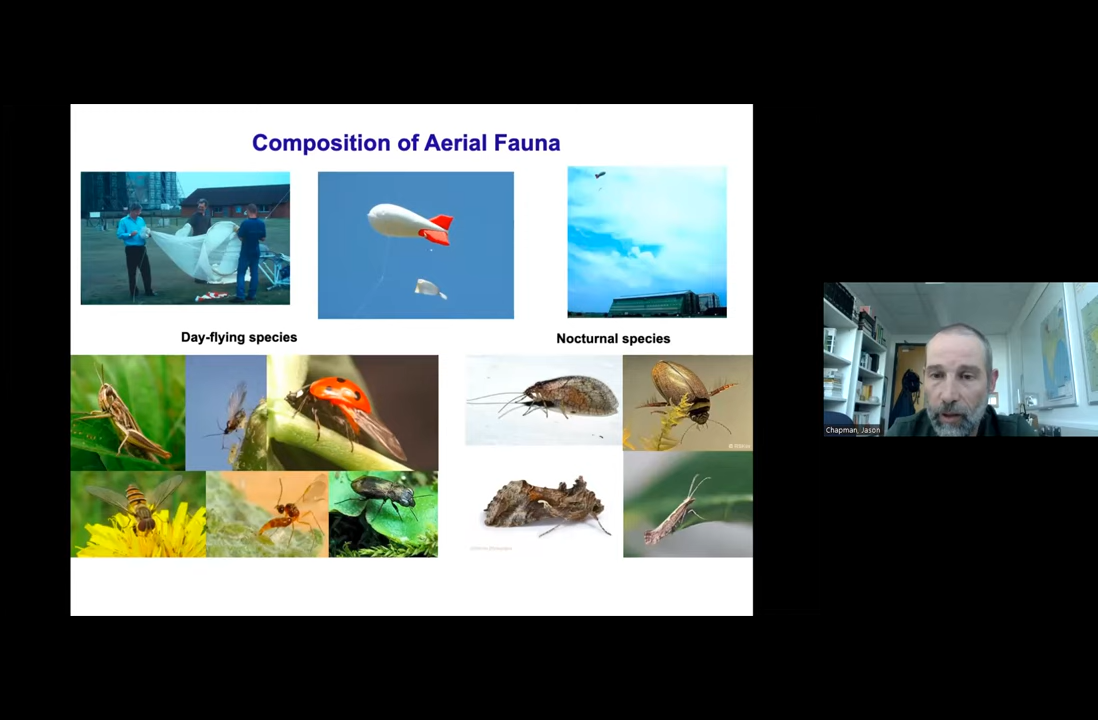 Composition of Aerial Fauna
Day-flying species
Nocturnal species
Chapman, Jason